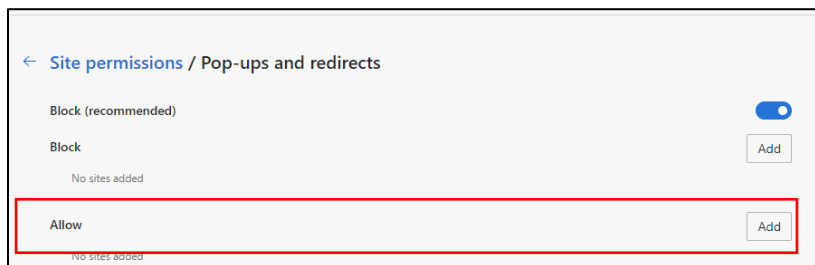 ← Site permissions / Pop-ups and redirects
Block (recommended)
Block
Add
No sites added
Allow
Add
No sites added